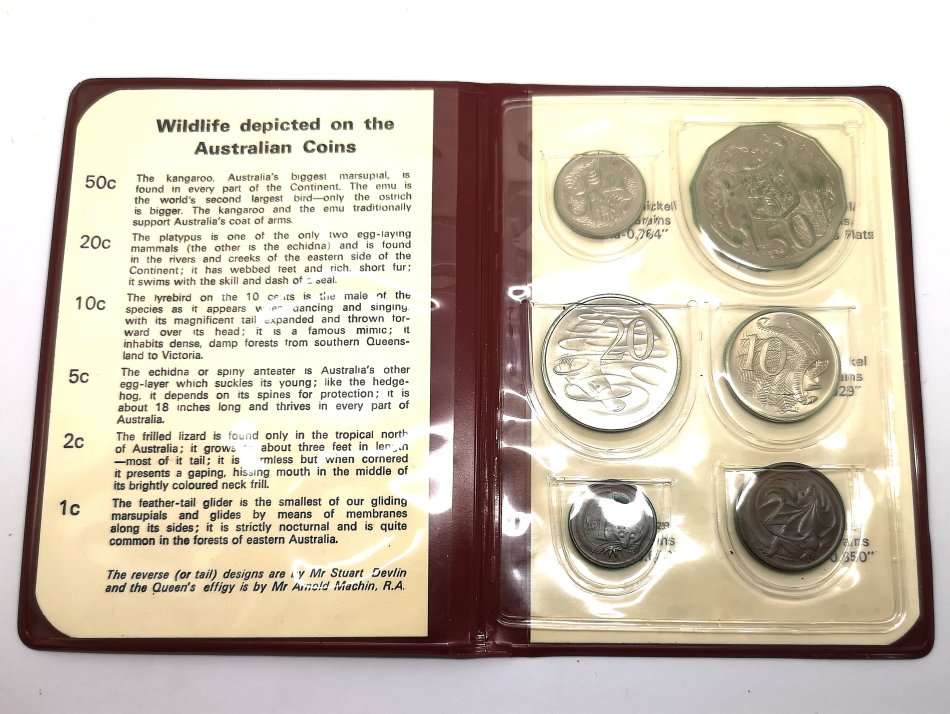 Wildlife depicted on the
Australian Coins
50c The kangaroo, Australia's biggest marsupial, is
found in every part of the Continent. The emu is
the world's second largest bird—only the ostrich
is bigger. The kangaroo and the emu traditionally
support Australia's coat of arms.
20c The platypus is one of the only two egg-laying
mammals (the other is the echidna) and is found
in the rivers and creeks of the eastern side of the
Continent; it has webbed feet and rich, short fur;
it swims with the skill and dash of seal.
10c The lyrebird on the 10 cents is the male of the
species as it appears dancing and singing,
with its magnificent tail expanded and thrown for-
ward over its head; it is a famous mimic; it
inhabits dense, damp forests from southern Queens-
land to Victoria.
5c The echidna or spiny anteater is Australia's other
egg-layer which suckles its young; like the hedge-
hog, it depends on its spines for protection; it is
about 18 inches long and thrives in every part of
Australia.
2c The frilled lizard is found only in the tropical north
of Australia; it grows about three feet in length
—most of it tail; it is but when cornered
it presents a gaping, hissing mouth in the middle of
its brightly coloured neck frill.
1c The feather-tail glider is the smallest of our gliding
marsupials and glides by means of membranes
along its sides; it is strictly nocturnal and is quite
common in the forests of eastern Australia.
The reverse (or tail) designs are by Mr Stuart Devlin
and the Queen's effigy is by Mr Arnold Machin, R.A.
5
50
0.764"
Flats
20
10
1
2